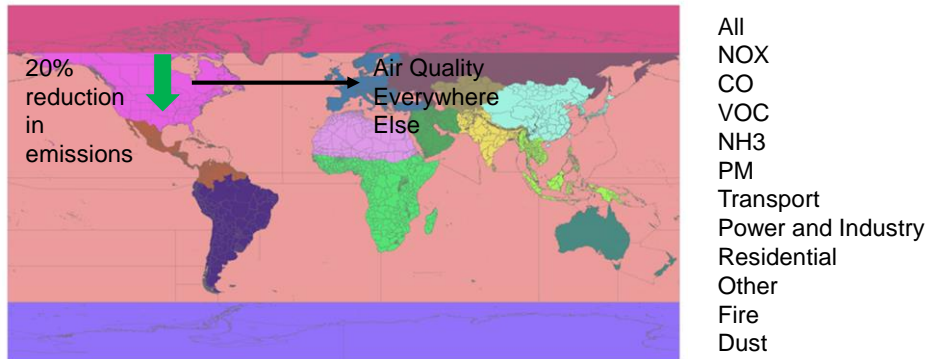 20%
reduction
in
emissions
Air Quality
Everywhere
Else
All
NOX
CO
VOC
NH3
PM
Transport
Power and Industry
Residential
Other
Fire
Dust